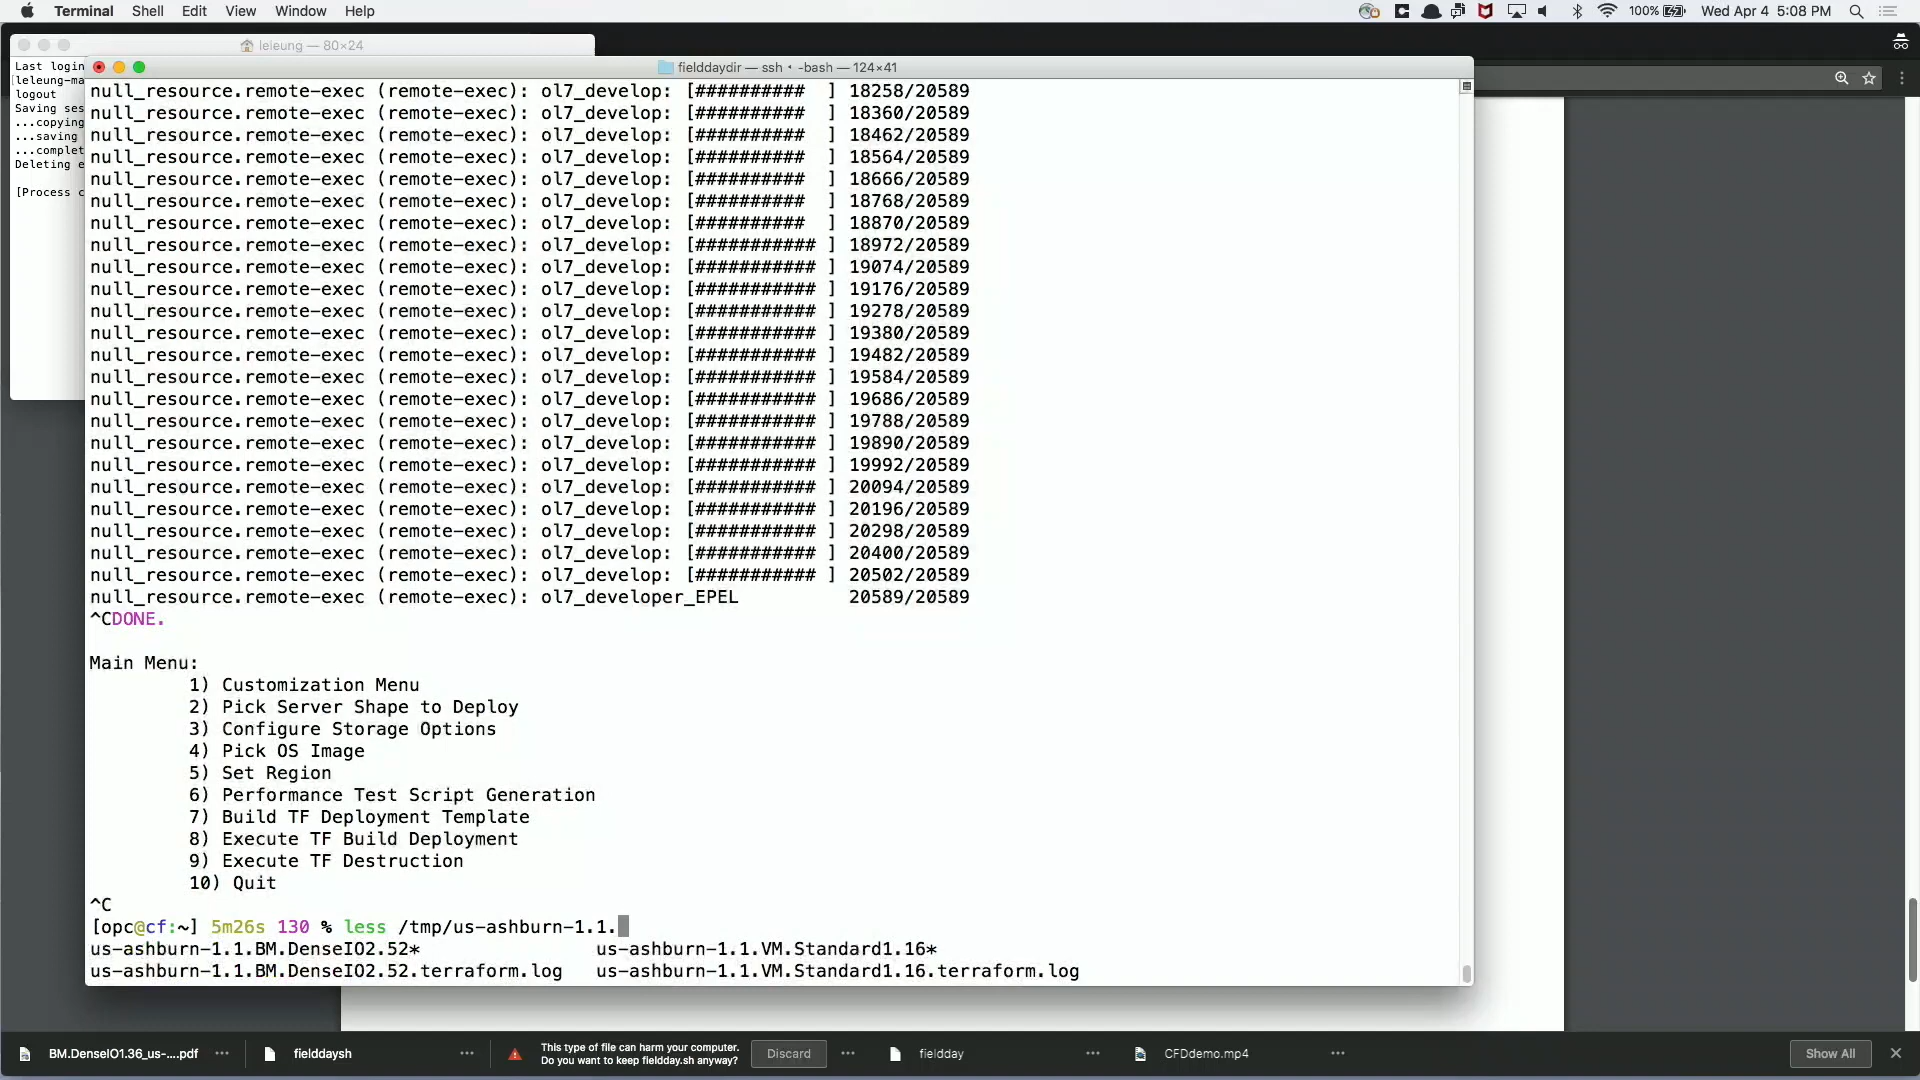 Terminal Shell Edit View Window Help
100% Wed Apr 4 5:08 PM
leleung — 80×24
Last login
[leleung-ma
logout
Saving ses
...copying
...saving
...complet
Deleting e
[Process c
fielddaydir — ssh • -bash — 124×41
null_resource.remote-exec (remote-exec): ol7_develop: [##########  ] 18258/20589
null_resource.remote-exec (remote-exec): ol7_develop: [##########  ] 18360/20589
null_resource.remote-exec (remote-exec): ol7_develop: [##########  ] 18462/20589
null_resource.remote-exec (remote-exec): ol7_develop: [##########  ] 18564/20589
null_resource.remote-exec (remote-exec): ol7_develop: [##########  ] 18666/20589
null_resource.remote-exec (remote-exec): ol7_develop: [##########  ] 18768/20589
null_resource.remote-exec (remote-exec): ol7_develop: [##########  ] 18870/20589
null_resource.remote-exec (remote-exec): ol7_develop: [########### ] 18972/20589
null_resource.remote-exec (remote-exec): ol7_develop: [########### ] 19074/20589
null_resource.remote-exec (remote-exec): ol7_develop: [########### ] 19176/20589
null_resource.remote-exec (remote-exec): ol7_develop: [########### ] 19278/20589
null_resource.remote-exec (remote-exec): ol7_develop: [########### ] 19380/20589
null_resource.remote-exec (remote-exec): ol7_develop: [########### ] 19482/20589
null_resource.remote-exec (remote-exec): ol7_develop: [########### ] 19584/20589
null_resource.remote-exec (remote-exec): ol7_develop: [########### ] 19686/20589
null_resource.remote-exec (remote-exec): ol7_develop: [########### ] 19788/20589
null_resource.remote-exec (remote-exec): ol7_develop: [########### ] 19890/20589
null_resource.remote-exec (remote-exec): ol7_develop: [########### ] 19992/20589
null_resource.remote-exec (remote-exec): ol7_develop: [########### ] 20094/20589
null_resource.remote-exec (remote-exec): ol7_develop: [########### ] 20196/20589
null_resource.remote-exec (remote-exec): ol7_develop: [########### ] 20298/20589
null_resource.remote-exec (remote-exec): ol7_develop: [########### ] 20400/20589
null_resource.remote-exec (remote-exec): ol7_develop: [########### ] 20502/20589
null_resource.remote-exec (remote-exec): ol7_developer_EPEL 20589/20589
^CDONE.
Main Menu:
1) Customization Menu
2) Pick Server Shape to Deploy
3) Configure Storage Options
4) Pick OS Image
5) Set Region
6) Performance Test Script Generation
7) Build TF Deployment Template
8) Execute TF Build Deployment
9) Execute TF Destruction
10) Quit
^C
[opc@cf:~] 5m26s 130 % less /tmp/us-ashburn-1.1.
us-ashburn-1.1.BM.DenseIO2.52* us-ashburn-1.1.VM.Standard1.16*
us-ashburn-1.1.BM.DenseIO2.52.terraform.log us-ashburn-1.1.VM.Standard1.16.terraform.log
BM.DenseIO1.36_us-....pdf
fielddaysh
This type of file can harm your computer.
Do you want to keep fieldday.sh anyway?
Discard
fieldday
CFDdemo.mp4
Show All